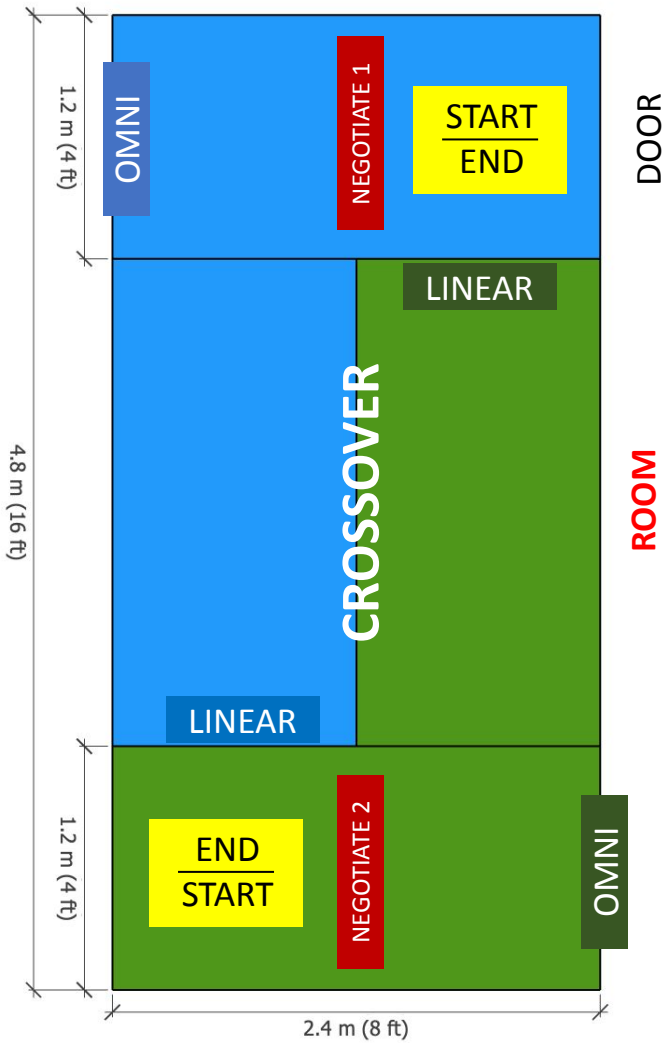 DOOR
OMNI
NEGOTIATE 1
START
END
1.2 m (4 ft)
LINEAR
CROSSOVER
ROOM
4.8 m (16 ft)
LINEAR
1.2 m (4 ft)
END
START
NEGOTIATE 2
OMNI
2.4 m (8 ft)